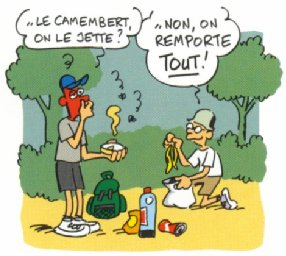 ..LE CAMEMBERT,
ON LE JETTE?
..NON, ON
REMPORTE
TOUT!